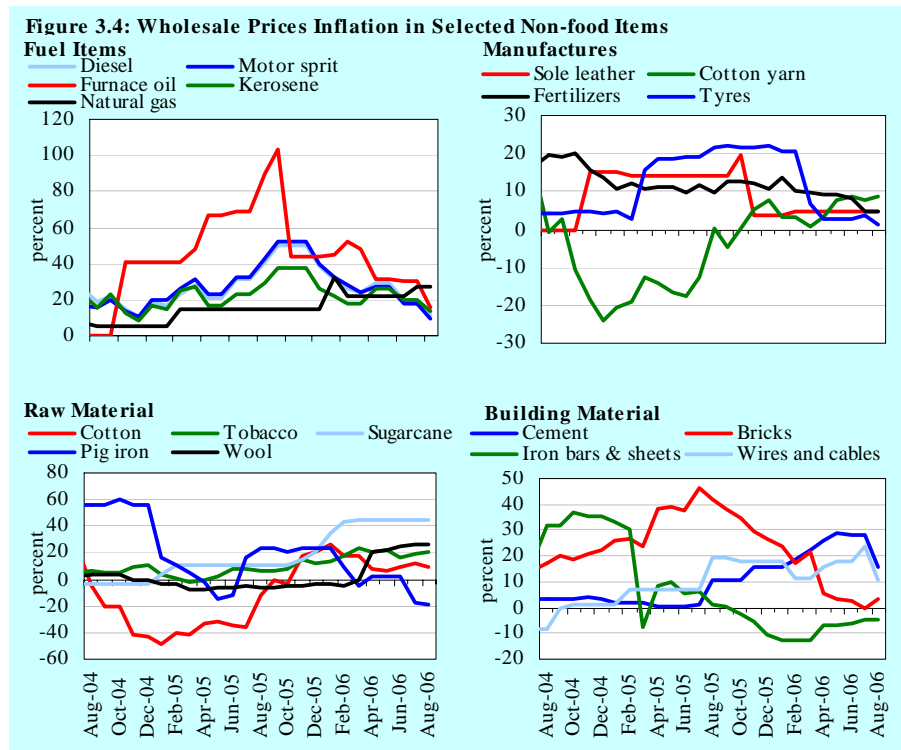 Figure 3.4: Wholesale Prices Inflation in Selected Non-food Items
Fuel Items
Diesel Motor sprit
Furnace oil Kerosene
Natural gas
120
100
80
60
40
20
0
percent
Manufactures
Sole leather Cotton yarn
Fertilizers Tyres
30
20
10
0
-10
-20
-30
percent
Raw Material
Cotton Tobacco Sugarcane
Pig iron Wool
80
60
40
20
0
-20
-40
-60
percent
Aug-04 Oct-04 Dec-04 Feb-05 Apr-05 Jun-05 Aug-05 Oct-05 Dec-05 Feb-06 Apr-06 Jun-06 Aug-06
Building Material
Cement Bricks
Iron bars & sheets Wires and cables
50
40
30
20
10
0
-10
-20
percent
Aug-04 Oct-04 Dec-04 Feb-05 Apr-05 Jun-05 Aug-05 Oct-05 Dec-05 Feb-06 Apr-06 Jun-06 Aug-06